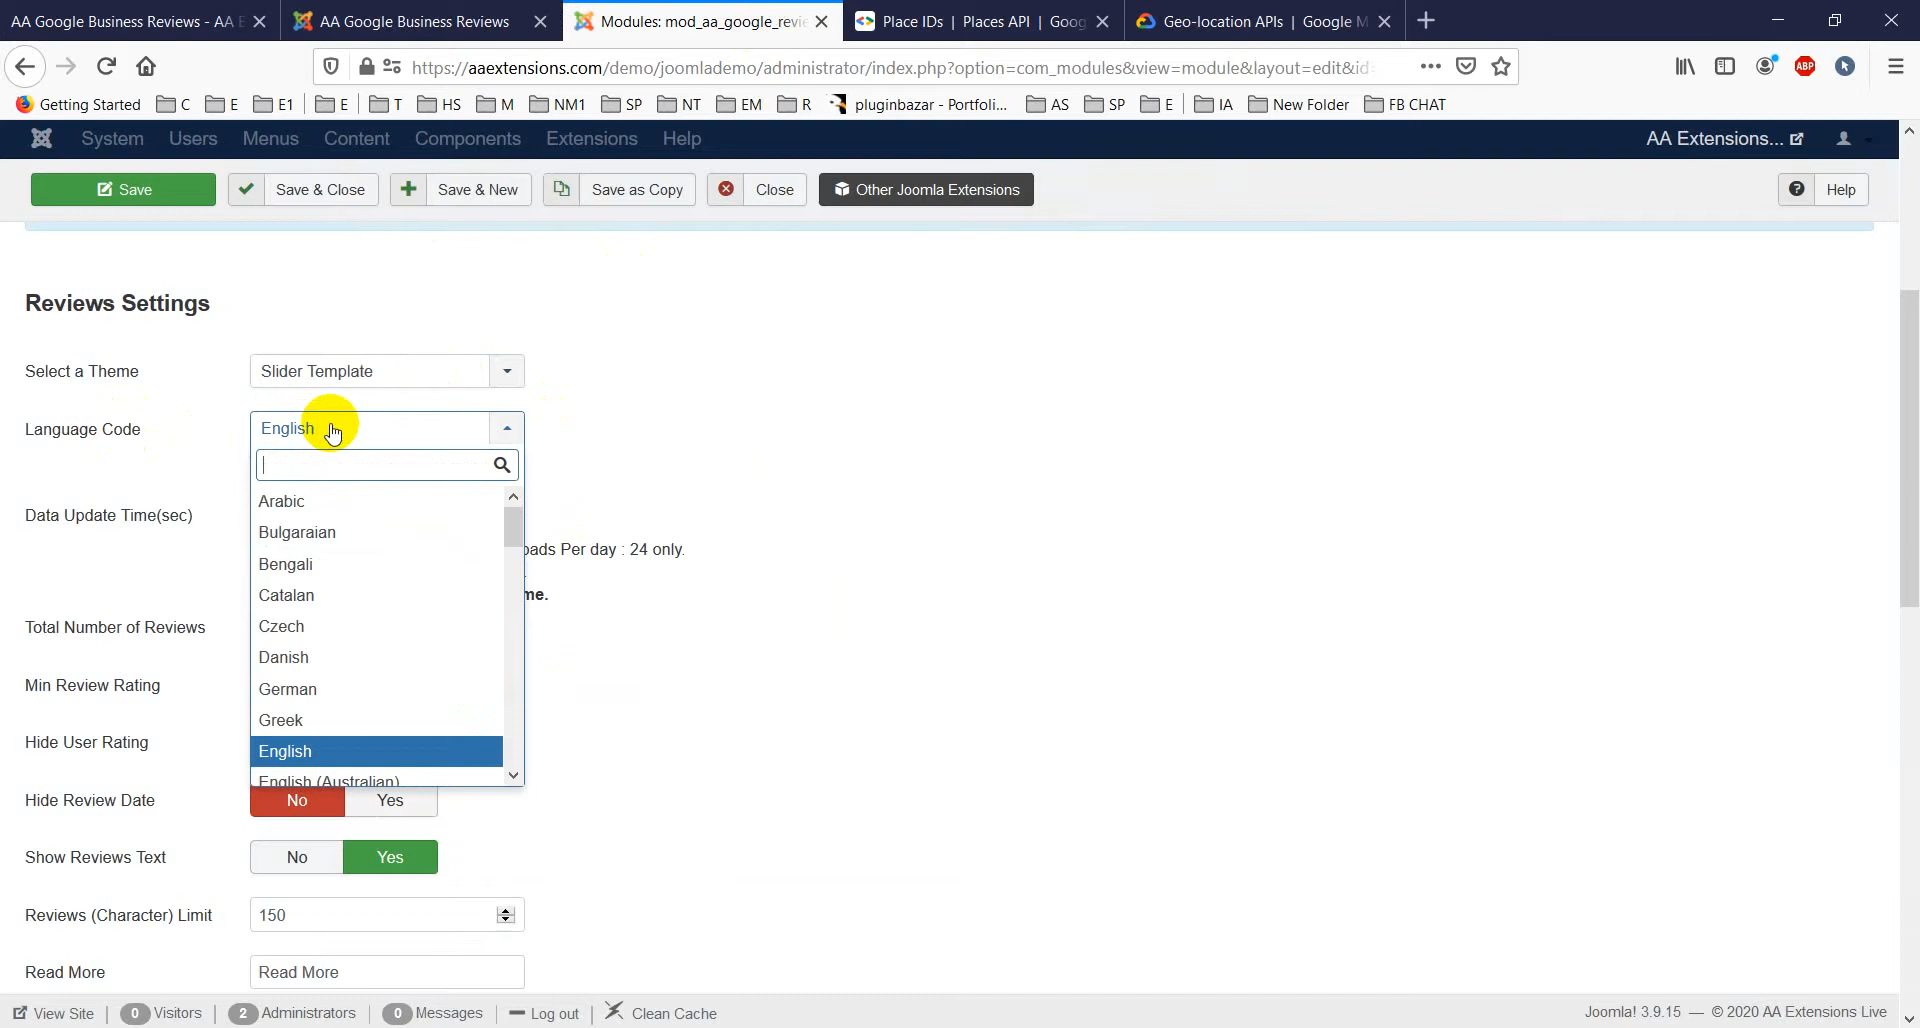 AA Google Business Reviews - AA E
AA Google Business Reviews
Modules: mod_aa_google_revie
Place IDs | Places API | Goog
Geo-location APIs | Google M
https://aaextensions.com/demo/joomlademo/administrator/index.php?option=com_modules&view=module&layout=edit&id=
ABP
Getting Started C E E1 E T HS M NM1 SP NT EM R pluginbazar - Portfoli... AS SP E IA New Folder FB CHAT
System Users Menus Content Components Extensions Help AA Extensions...
Save Save & Close Save & New Save as Copy Close Other Joomla Extensions Help
Reviews Settings
Select a Theme Slider Template
Language Code English
Arabic
Data Update Time(sec)
Bulgaraian
oads Per day : 24 only.
Bengali
Catalan me.
Total Number of Reviews Czech
Danish
Min Review Rating German
Greek
Hide User Rating English
English (Australian)
Hide Review Date No Yes
Show Reviews Text No Yes
Reviews (Character) Limit 150
Read More Read More
View Site 0 Visitors 2 Administrators 0 Messages Log out Clean Cache Joomla! 3.9.15 — © 2020 AA Extensions Live